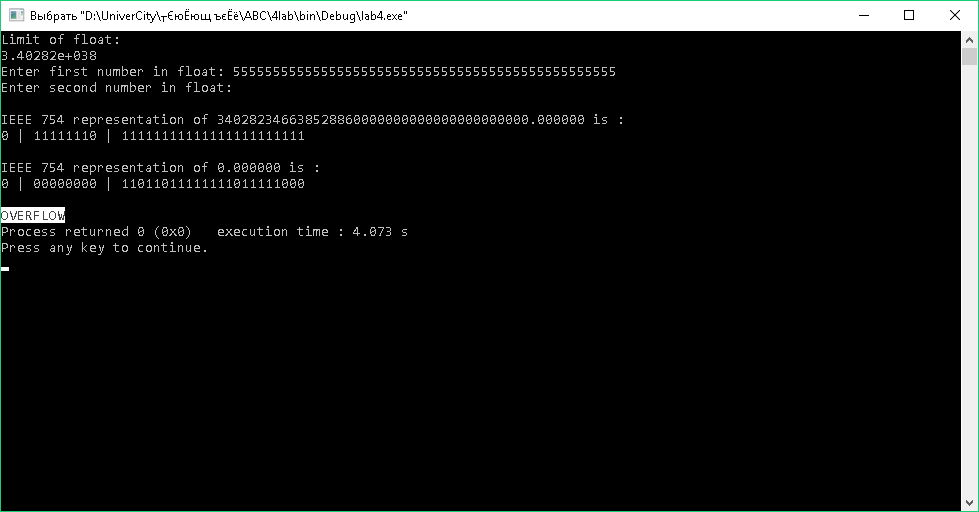 Выбрать "D:\UniverCity\┬ЄюЁющ ъєЁё\ABC\4lab\bin\Debug\lab4.exe"
Limit of float:
3.40282e+038
Enter first number in float: 555555555555555555555555555555555555555555555555
Enter second number in float:
IEEE 754 representation of 340282346638528860000000000000000000000.000000 is :
0 | 11111110 | 11111111111111111111111
IEEE 754 representation of 0.000000 is :
0 | 00000000 | 11011011111111011111000
OVERFLOW
Process returned 0 (0x0)   execution time : 4.073 s
Press any key to continue.